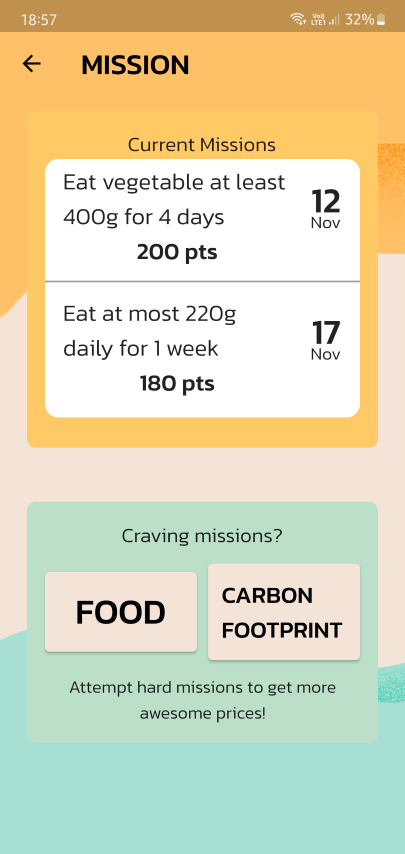 18:57
Vo)) LTE1 32%
MISSION
Current Missions
Eat vegetable at least
400g for 4 days
200 pts
12
Nov
Eat at most 220g
daily for 1 week
180 pts
17
Nov
Craving missions?
FOOD
CARBON
FOOTPRINT
Attempt hard missions to get more
awesome prices!